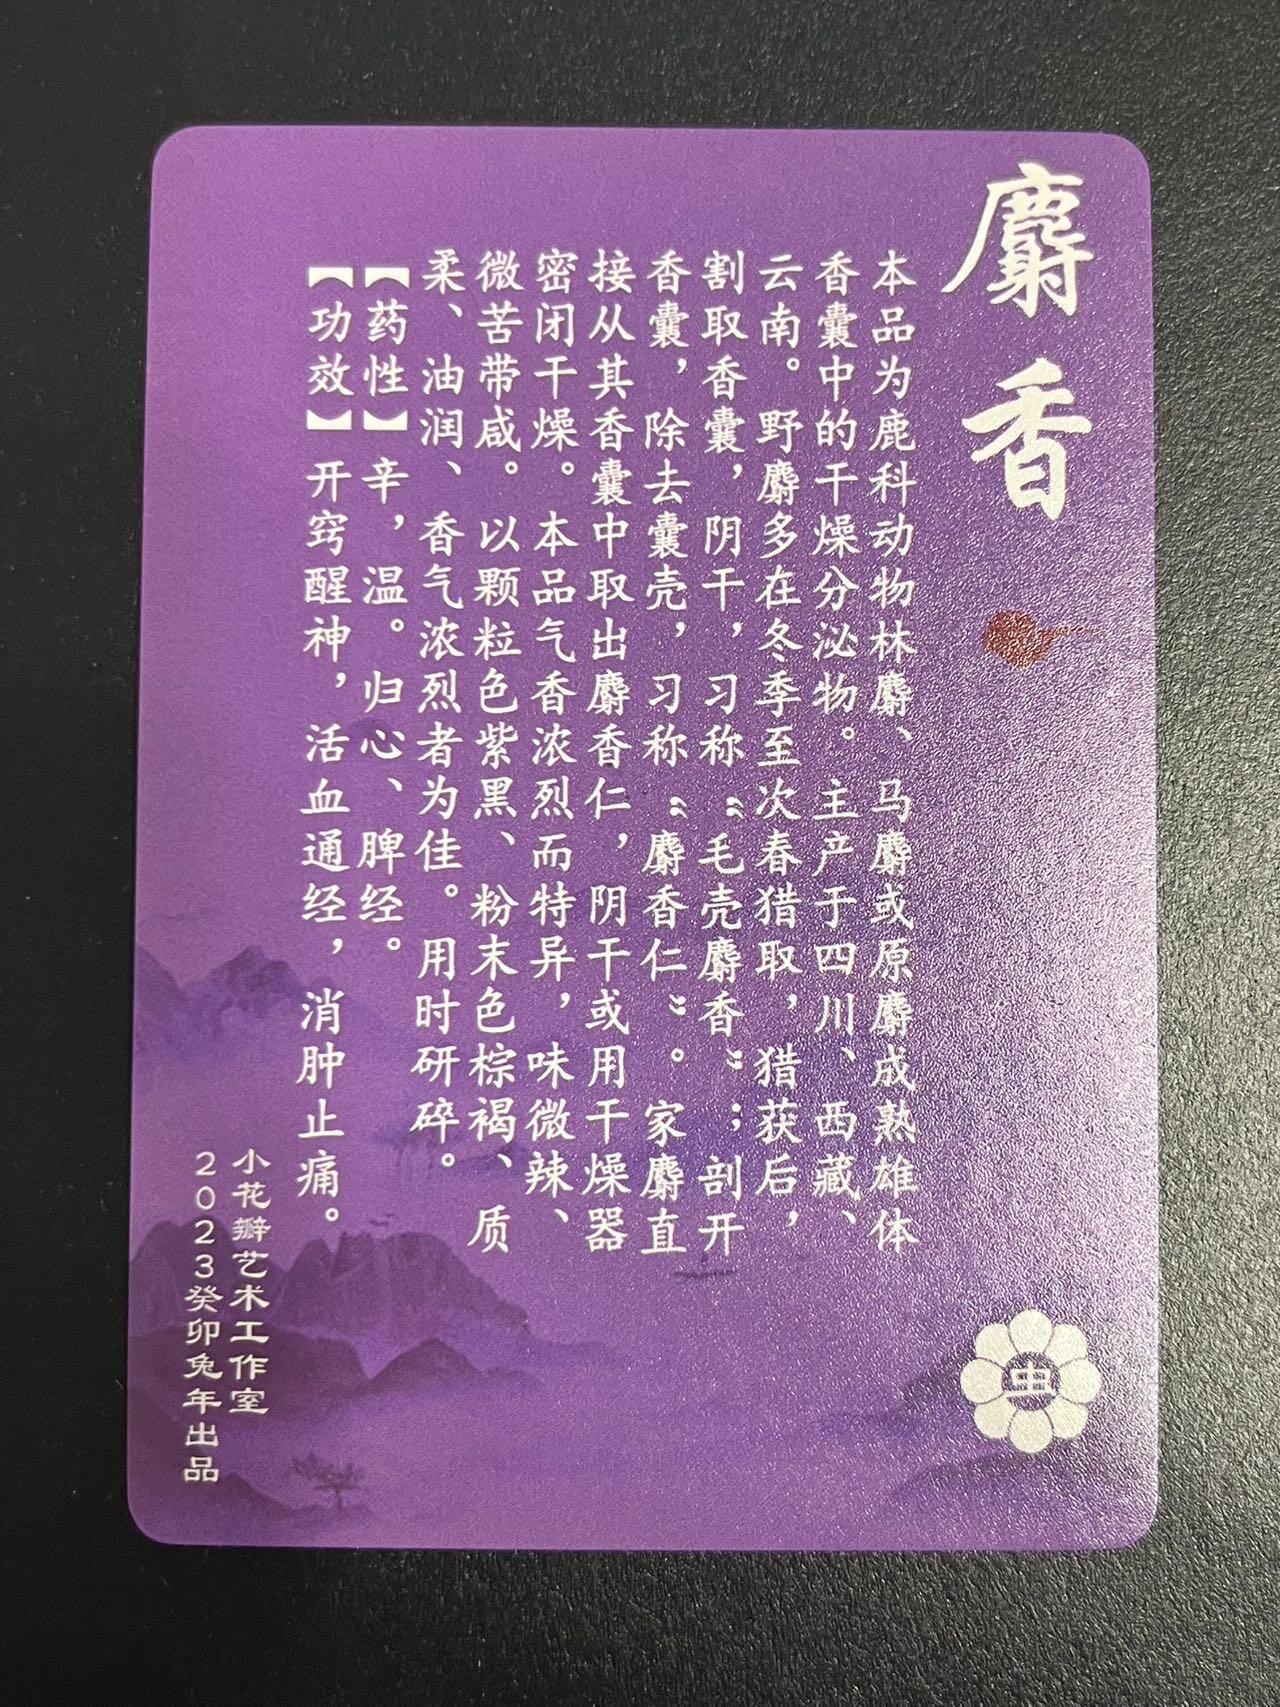 麝香
本品为鹿科动物林麝、马麝或原麝成熟雄体
香囊中的干燥分泌物。主产于四川、西藏、
云南。野麝多在冬季至次春猎取，猎获后，
割取香囊，阴干，习称“毛壳麝香”；剖开
香囊，除去囊壳，习称“麝香仁”。家麝直
接从其香囊中取出麝香仁，阴干或用干燥器
密闭干燥。本品气香浓烈而特异，味微辣、
微苦带咸。以颗粒色紫黑、粉末色棕褐、质
柔、油润、香气浓烈者为佳。用时研碎。
【药性】辛，温。归心、脾经。
【功效】开窍醒神，活血通经，消肿止痛。
小花瓣艺术工作室
2023癸卯兔年出品
虫